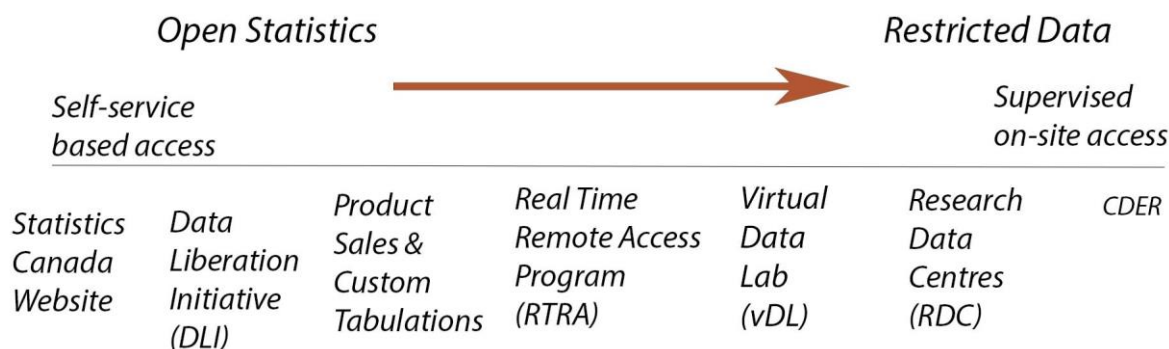 Open Statistics
Restricted Data
Self-service
based access
Supervised
on-site access
Statistics
Canada
Website
Data
Liberation
Initiative
(DLI)
Product
Sales &
Custom
Tabulations
Real Time
Remote Access
Program
(RTRA)
Virtual
Data
Lab
(vDL)
Research
Data
Centres
(RDC)
CDER